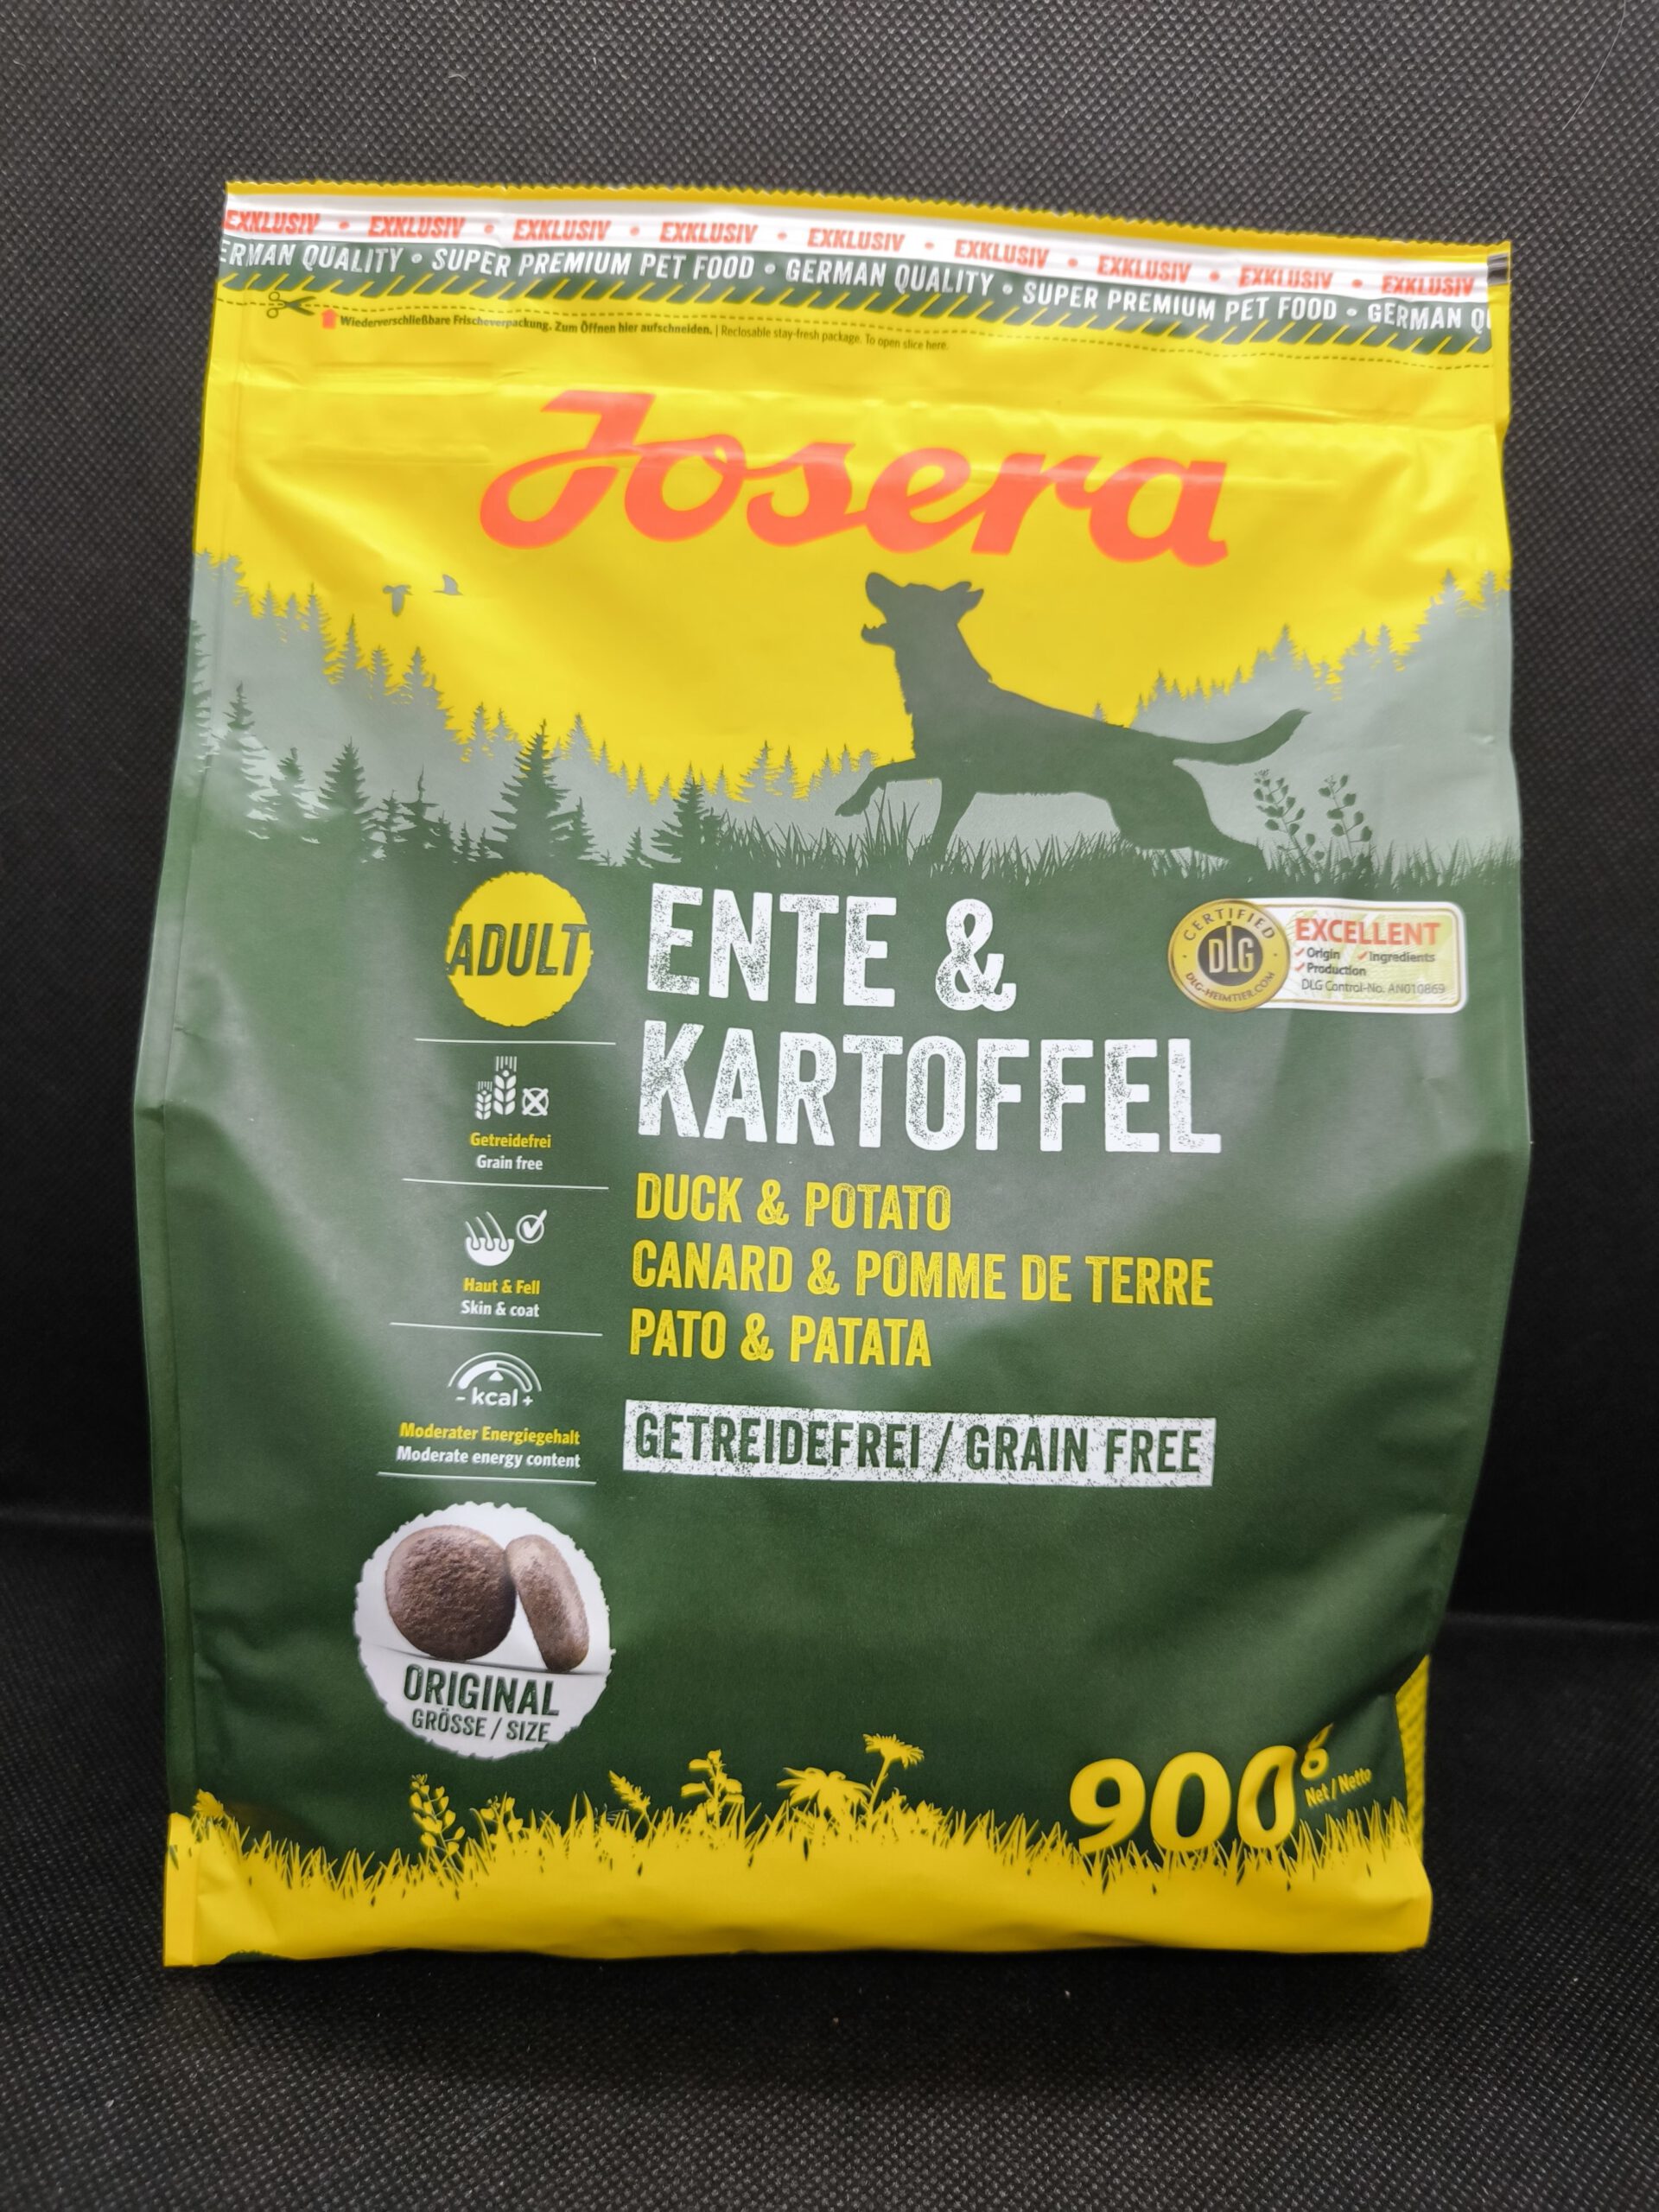 EXKLUSIV • EXKLUSIV • EXKLUSIV • EXKLUSIV • EXKLUSIV • EXKLUSIV • EXKLUSIV • EXKLUSIV • EXKLUSIV
ERMAN QUALITY • SUPER PREMIUM PET FOOD • GERMAN QUALITY • SUPER PREMIUM PET FOOD • GERMAN QU
Wiederverschließbare Frischeverpackung. Zum Öffnen hier aufschneiden. | Reclosable stay-fresh package. To open slice here.
Josera
ADULT
ENTE &
KARTOFFEL
CERTIFIED
DLG
DLG-HEIMTIER.COM
EXCELLENT
Origin Ingredients
Production
DLG Control-No. AN010869
Getreidefrei
Grain free
DUCK & POTATO
CANARD & POMME DE TERRE
PATO & PATATA
Haut & Fell
Skin & coat
- kcal +
Moderater Energiegehalt
Moderate energy content
GETREIDEFREI / GRAIN FREE
ORIGINAL
GRÖSSE / SIZE
900 g
Net / Netto